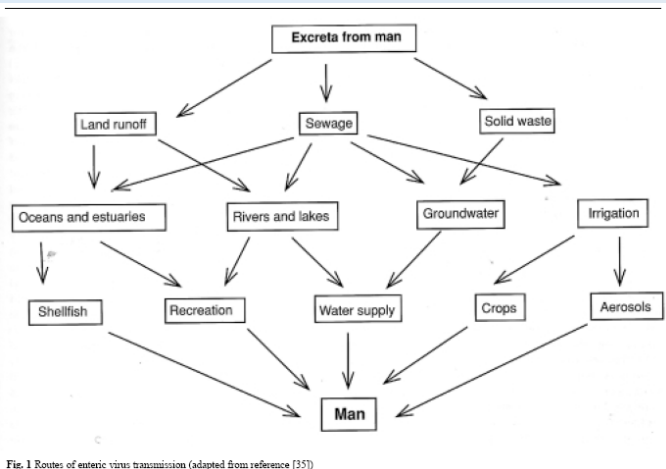 Excreta from man
Land runoff
Sewage
Solid waste
Oceans and estuaries
Rivers and lakes
Groundwater
Irrigation
Shellfish
Recreation
Water supply
Crops
Aerosols
Man
Fig. 1 Routes of enteric virus transmission (adapted from reference [35])